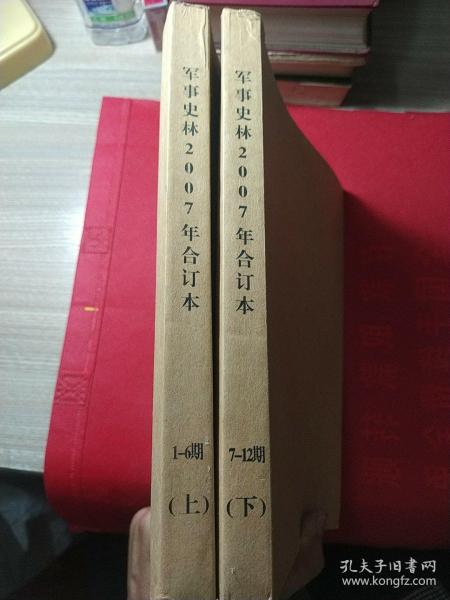 军事史林2007年合订本
1-6期
(上)
军事史林2007年合订本
7-12期
(下)
孔夫子旧书网
www.kongfz.com